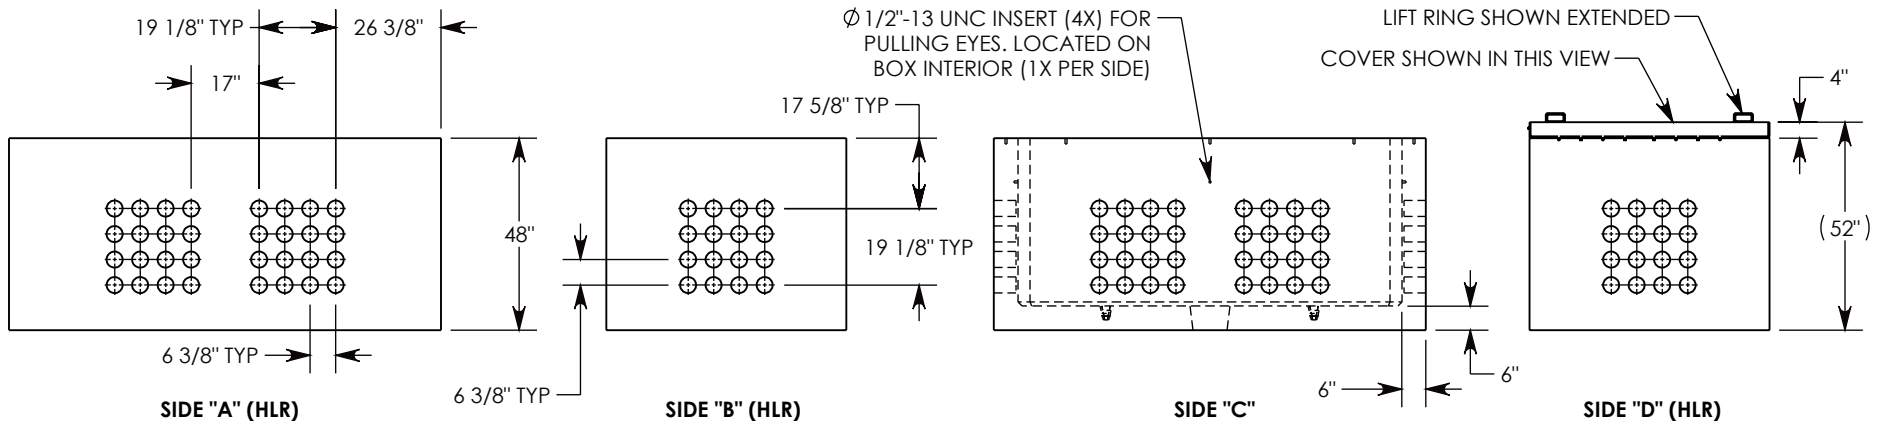 19 1/8" TYP
26 3/8"
17"
48"
6 3/8" TYP
SIDE "A" (HLR)
17 5/8" TYP
19 1/8" TYP
6 3/8" TYP
SIDE "B" (HLR)
Ø 1/2"-13 UNC INSERT (4X) FOR
PULLING EYES. LOCATED ON
BOX INTERIOR (1X PER SIDE)
6"
6"
SIDE "C"
LIFT RING SHOWN EXTENDED
COVER SHOWN IN THIS VIEW
4"
(52")
SIDE "D" (HLR)